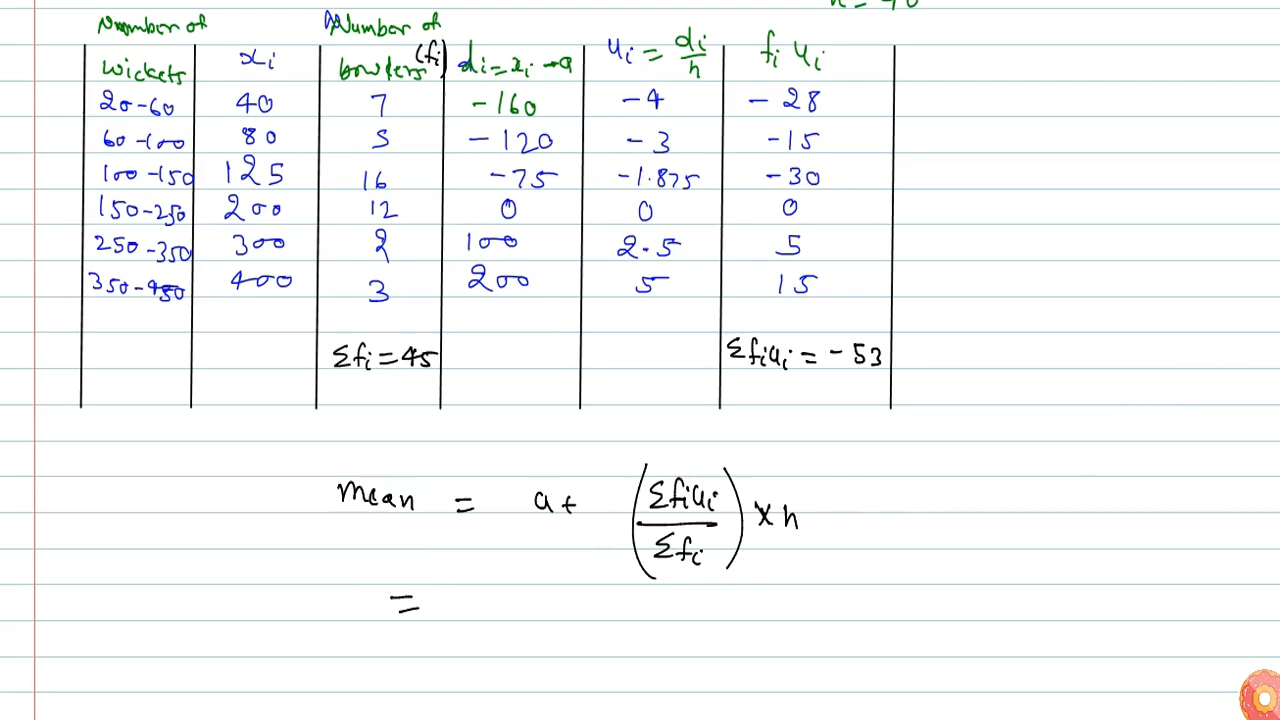 Number of wickets | xi | Number of bowlers (fi) | di = xi - a | ui = di/h | fi ui
20-60 | 40 | 7 | -160 | -4 | -28
60-100 | 80 | 5 | -120 | -3 | -15
100-150 | 125 | 16 | -75 | -1.875 | -30
150-250 | 200 | 12 | 0 | 0 | 0
250-350 | 300 | 2 | 100 | 2.5 | 5
350-450 | 400 | 3 | 200 | 5 | 15
Σfi = 45 | Σfiui = -53
mean = a + (Σfiui / Σfi) × h
=